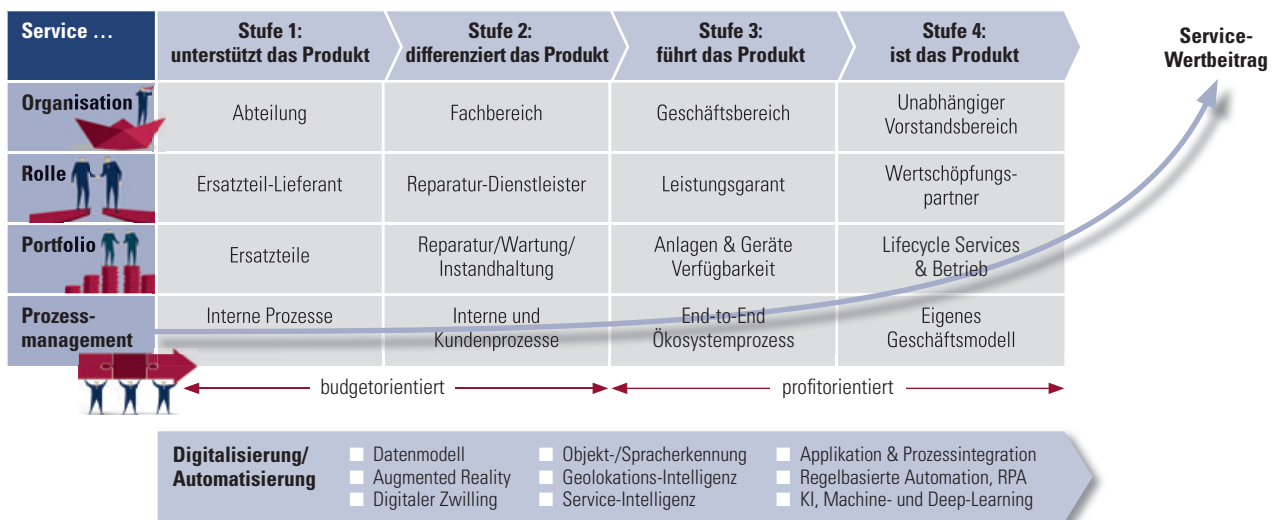 Service …
Stufe 1:
unterstützt das Produkt
Stufe 2:
differenziert das Produkt
Stufe 3:
führt das Produkt
Stufe 4:
ist das Produkt
Service-
Wertbeitrag
Organisation
Abteilung
Fachbereich
Geschäftsbereich
Unabhängiger
Vorstandsbereich
Rolle
Ersatzteil-Lieferant
Reparatur-Dienstleister
Leistungsgarant
Wertschöpfungs-
partner
Portfolio
Ersatzteile
Reparatur/Wartung/
Instandhaltung
Anlagen & Geräte
Verfügbarkeit
Lifecycle Services
& Betrieb
Prozess-
management
Interne Prozesse
Interne und
Kundenprozesse
End-to-End
Ökosystemprozess
Eigenes
Geschäftsmodell
budgetorientiert
profitorientiert
Digitalisierung/
Automatisierung
Datenmodell
Augmented Reality
Digitaler Zwilling
Objekt-/Spracherkennung
Geolokations-Intelligenz
Service-Intelligenz
Applikation & Prozessintegration
Regelbasierte Automation, RPA
KI, Machine- und Deep-Learning